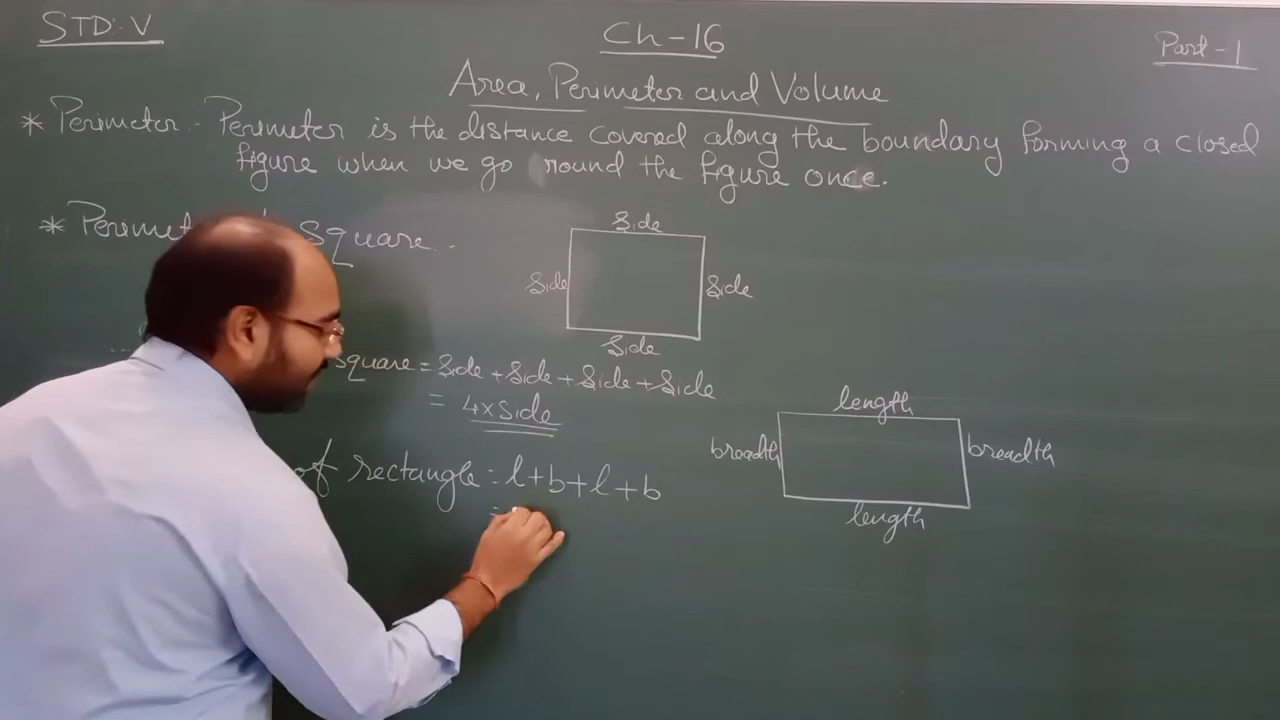 STD: V
Ch-16
Part-1
Area, Perimeter and Volume
* Perimeter - Perimeter is the distance covered along the boundary forming a closed
figure when we go round the figure once.
* Perimet square -
Side
Side
Side
Side
square = Side + Side + Side + Side
= 4×Side
of rectangle = l+b+l+b
=
length
breadth
breadth
length